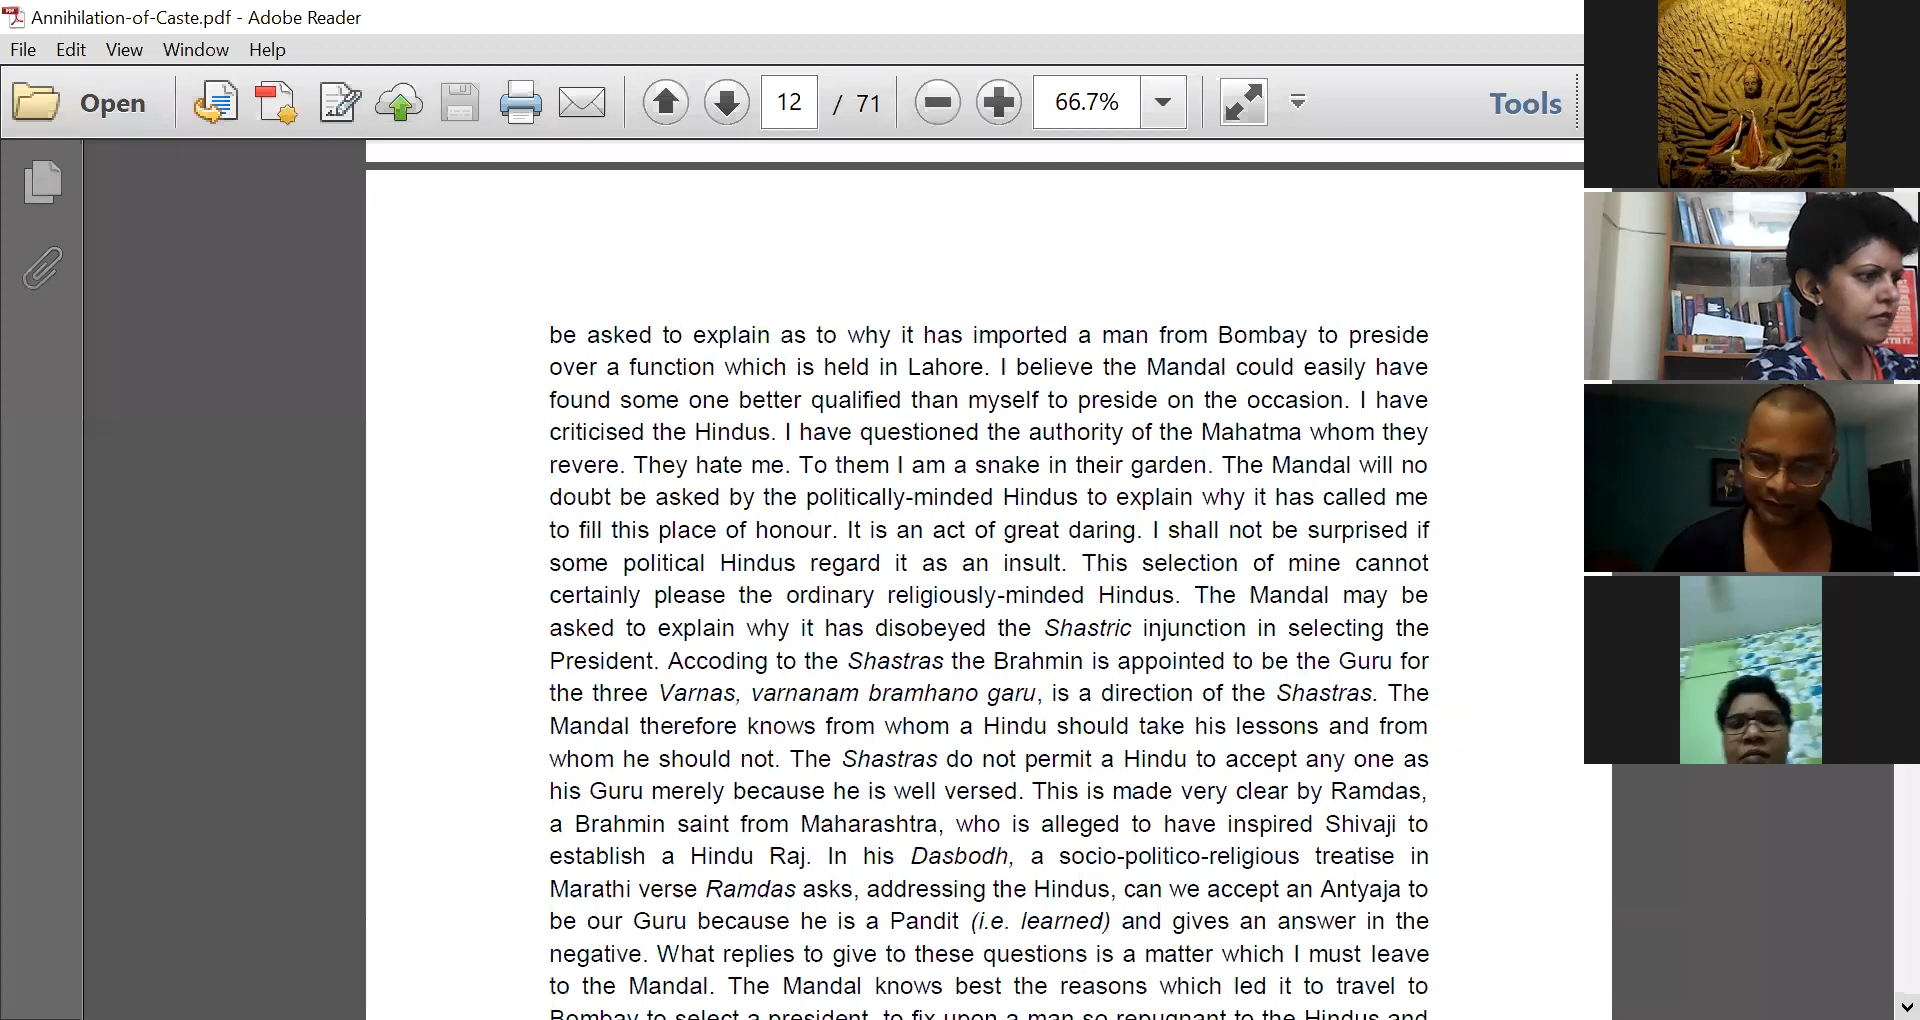 Annihilation-of-Caste.pdf - Adobe Reader
File Edit View Window Help
Open 12 / 71 66.7% Tools
be asked to explain as to why it has imported a man from Bombay to preside
over a function which is held in Lahore. I believe the Mandal could easily have
found some one better qualified than myself to preside on the occasion. I have
criticised the Hindus. I have questioned the authority of the Mahatma whom they
revere. They hate me. To them I am a snake in their garden. The Mandal will no
doubt be asked by the politically-minded Hindus to explain why it has called me
to fill this place of honour. It is an act of great daring. I shall not be surprised if
some political Hindus regard it as an insult. This selection of mine cannot
certainly please the ordinary religiously-minded Hindus. The Mandal may be
asked to explain why it has disobeyed the Shastric injunction in selecting the
President. Accoding to the Shastras the Brahmin is appointed to be the Guru for
the three Varnas, varnanam bramhano garu, is a direction of the Shastras. The
Mandal therefore knows from whom a Hindu should take his lessons and from
whom he should not. The Shastras do not permit a Hindu to accept any one as
his Guru merely because he is well versed. This is made very clear by Ramdas,
a Brahmin saint from Maharashtra, who is alleged to have inspired Shivaji to
establish a Hindu Raj. In his Dasbodh, a socio-politico-religious treatise in
Marathi verse Ramdas asks, addressing the Hindus, can we accept an Antyaja to
be our Guru because he is a Pandit (i.e. learned) and gives an answer in the
negative. What replies to give to these questions is a matter which I must leave
to the Mandal. The Mandal knows best the reasons which led it to travel to
Bombay to select a president, to fix upon a man so repugnant to the Hindus and